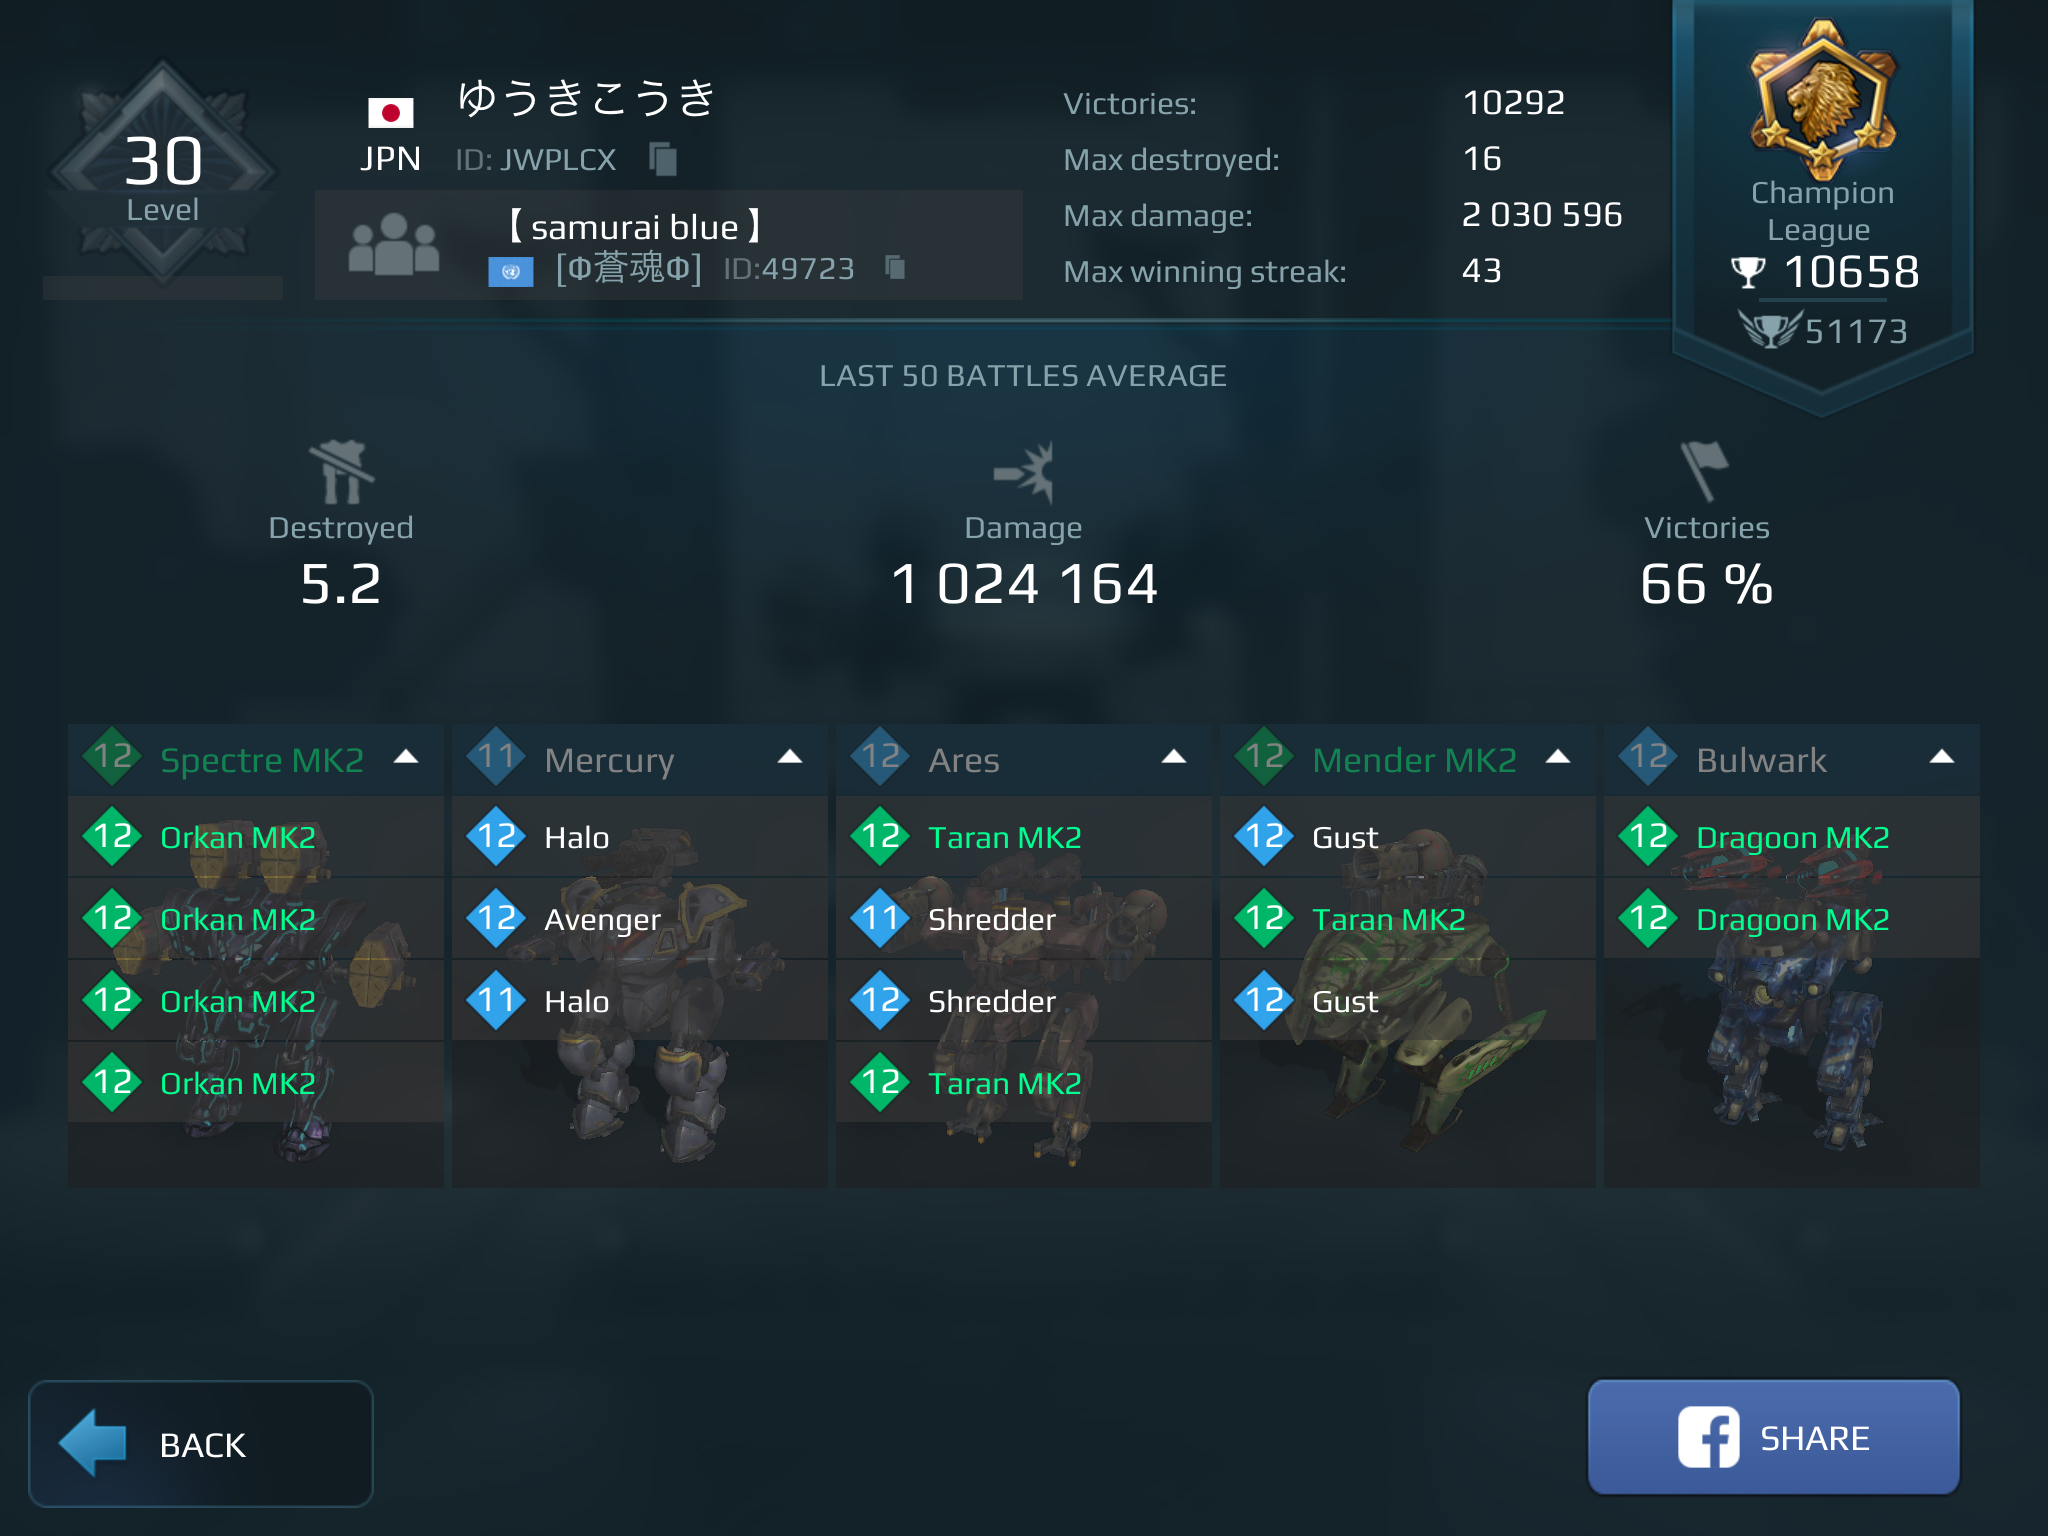 30
Level
JPN
ゆうきこうき
ID: JWPLCX
【 samurai blue 】
[Φ蒼魂Φ] ID:49723
Victories: 10292
Max destroyed: 16
Max damage: 2 030 596
Max winning streak: 43
Champion
League
10658
51173
LAST 50 BATTLES AVERAGE
Destroyed
5.2
Damage
1 024 164
Victories
66 %
12 Spectre MK2
12 Orkan MK2
12 Orkan MK2
12 Orkan MK2
12 Orkan MK2
11 Mercury
12 Halo
12 Avenger
11 Halo
12 Ares
12 Taran MK2
11 Shredder
12 Shredder
12 Taran MK2
12 Mender MK2
12 Gust
12 Taran MK2
12 Gust
12 Bulwark
12 Dragoon MK2
12 Dragoon MK2
BACK
SHARE